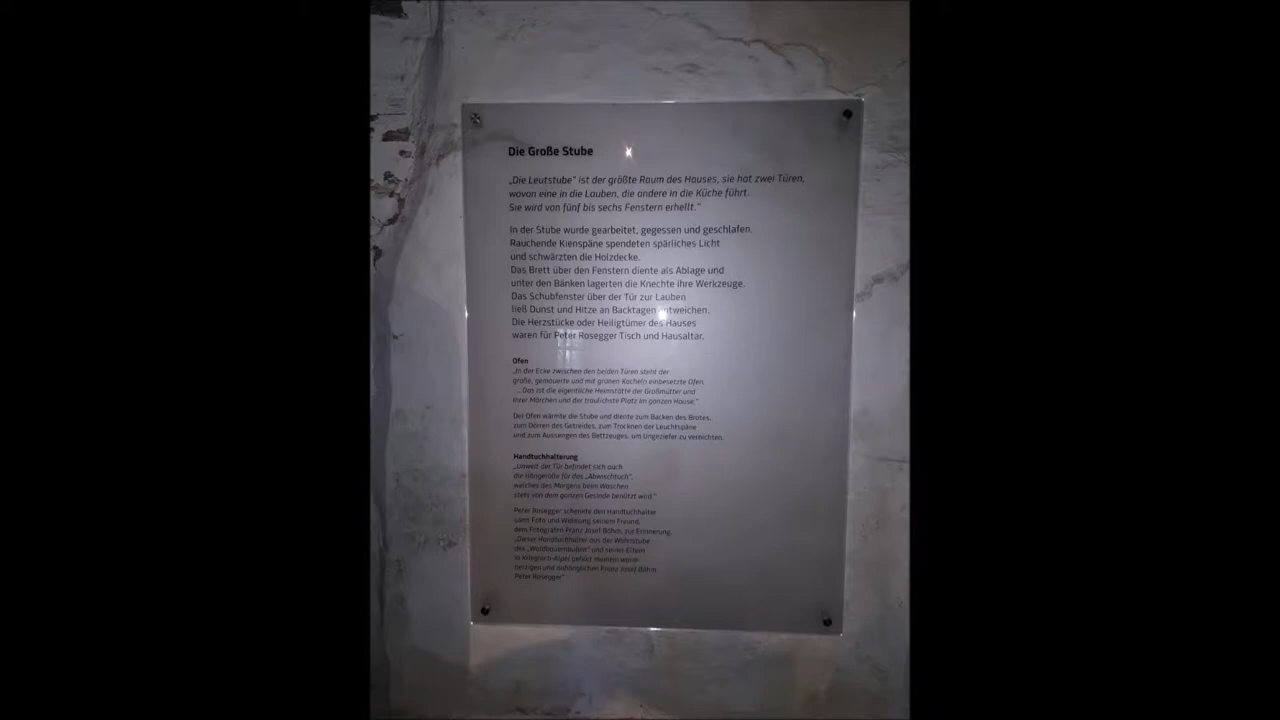 Die Große Stube
„Die Leutstube" ist der größte Raum des Hauses, sie hat zwei Türen,
wovon eine in die Lauben, die andere in die Küche führt.
Sie wird von fünf bis sechs Fenstern erhellt."
In der Stube wurde gearbeitet, gegessen und geschlafen.
Rauchende Kienspäne spendeten spärliches Licht
und schwärzten die Holzdecke.
Das Brett über den Fenstern diente als Ablage und
unter den Bänken lagerten die Knechte ihre Werkzeuge.
Das Schubfenster über der Tür zur Lauben
ließ Dunst und Hitze an Backtagen entweichen.
Die Herzstücke oder Heiligtümer des Hauses
waren für Peter Rosegger Tisch und Hausaltar.
Ofen
„In der Ecke zwischen den beiden Türen steht der
große, gemauerte und mit grünen Kacheln einbesetzte Ofen.
... Das ist die eigentliche Heimstätte der Großmütter und
ihrer Märchen und der traulichste Platz im ganzen Hause."
Der Ofen wärmte die Stube und diente zum Backen des Brotes,
zum Dörren des Getreides, zum Trocknen der Leuchtspäne
und zum Aussengen des Bettzeuges, um Ungeziefer zu vernichten.
Handtuchhalterung
„Unweit der Tür befindet sich auch
die Hängerolle für das „Abwischtuch",
welches des Morgens beim Waschen
stets von dem ganzen Gesinde benützt wird."
Peter Rosegger schenkte den Handtuchhalter
samt Foto und Widmung seinem Freund,
dem Fotografen Franz Josef Böhm, zur Erinnerung.
„Dieser Handtuchhalter aus der Wohnstube
des „Waldbauernbuben" und seiner Eltern
in Krieglach-Alpel gehört meinem
und anhänglichen Franz Josef Böhm
Peter Rosegger"